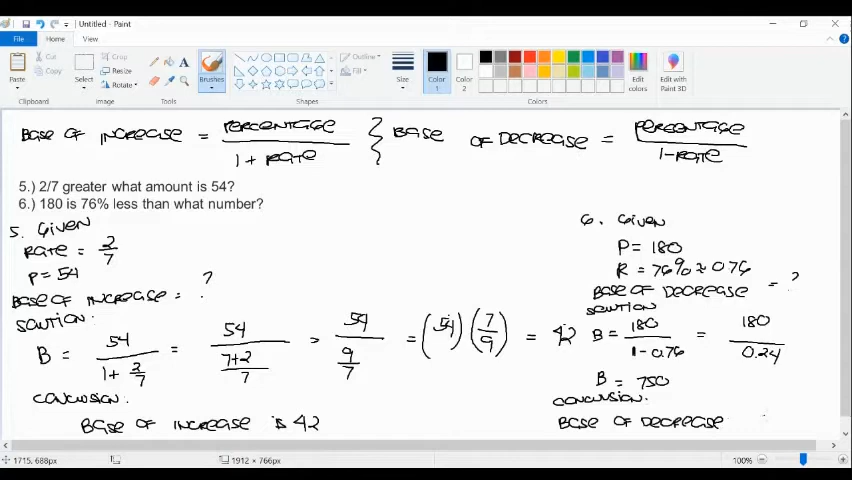 Untitled - Paint
File Home View
Paste Cut Copy Clipboard
Select Crop Resize Rotate Image
Tools
Brushes
Shapes Outline Fill
Size
Color 1 Color 2 Colors
Edit colors Edit with Paint 3D
BASE OF INCREASE = PERCENTAGE / 1 + RATE } BASE OF DECREASE = PERCENTAGE / 1-RATE
5.) 2/7 greater what amount is 54?
6.) 180 is 76% less than what number?
5. GIVEN
RATE = 2/7
P = 54
BASE OF INCREASE = ?
SOLUTION:
B = 54 / 1 + 2/7 = 54 / 7+2/7 = 54 / 9/7 = (54)(7/9) = 42
CONCLUSION:
BASE OF INCREASE IS 42
6. GIVEN
P = 180
R = 76% ≈ 0.76
BASE OF DECREASE = ?
SOLUTION
B = 180 / 1-0.76 = 180 / 0.24
B = 750
CONCLUSION:
BASE OF DECREASE
1715, 688px 1912 × 766px 100%